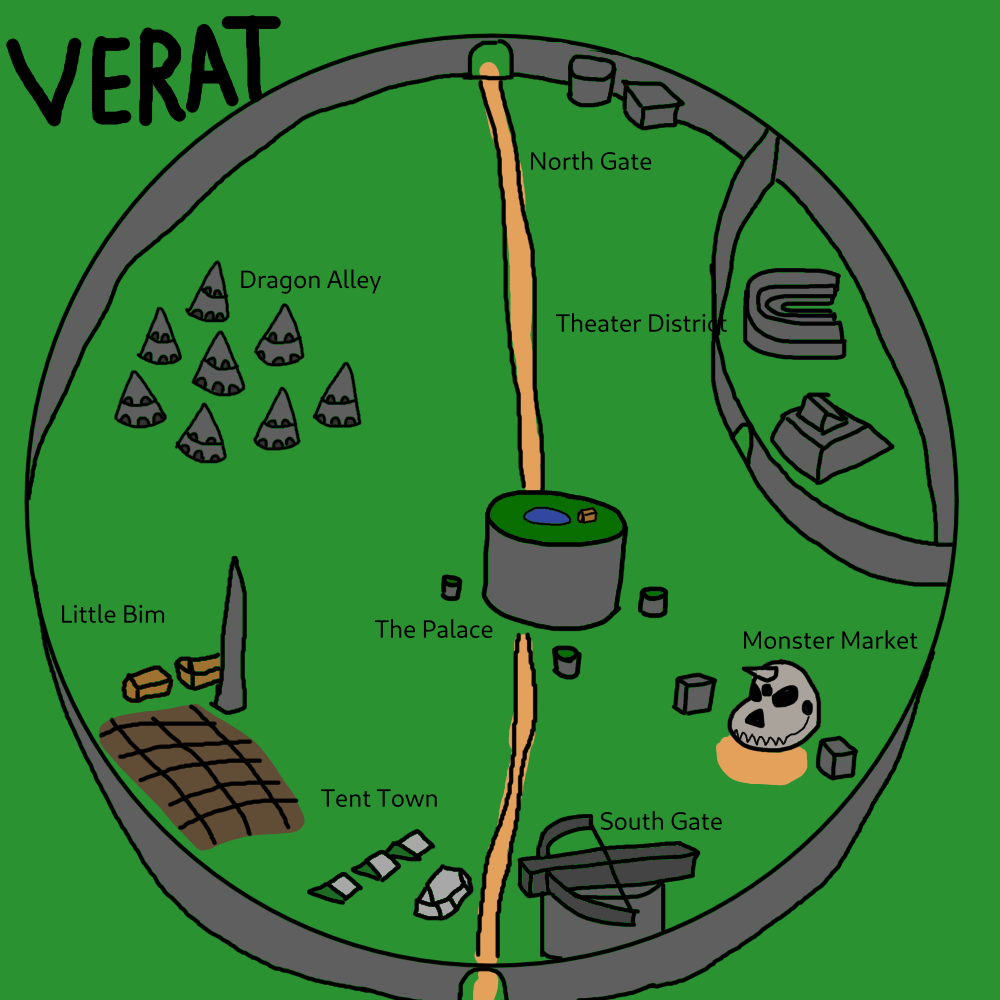 VERAT
North Gate
Dragon Alley
Theater District
Little Bim
The Palace
Monster Market
Tent Town
South Gate